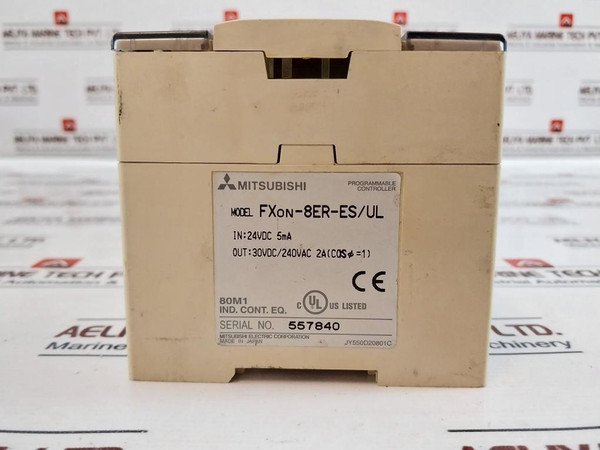 MITSUBISHI
PROGRAMMABLE CONTROLLER
MODEL FXON-8ER-ES/UL
IN:24VDC 5mA
OUT:30VDC/240VAC 2A(COSφ=1)
CE
80M1
IND. CONT. EQ.
C UL US LISTED
SERIAL NO. 557840
MITSUBISHI ELECTRIC CORPORATION
MADE IN JAPAN
JY550D20801C